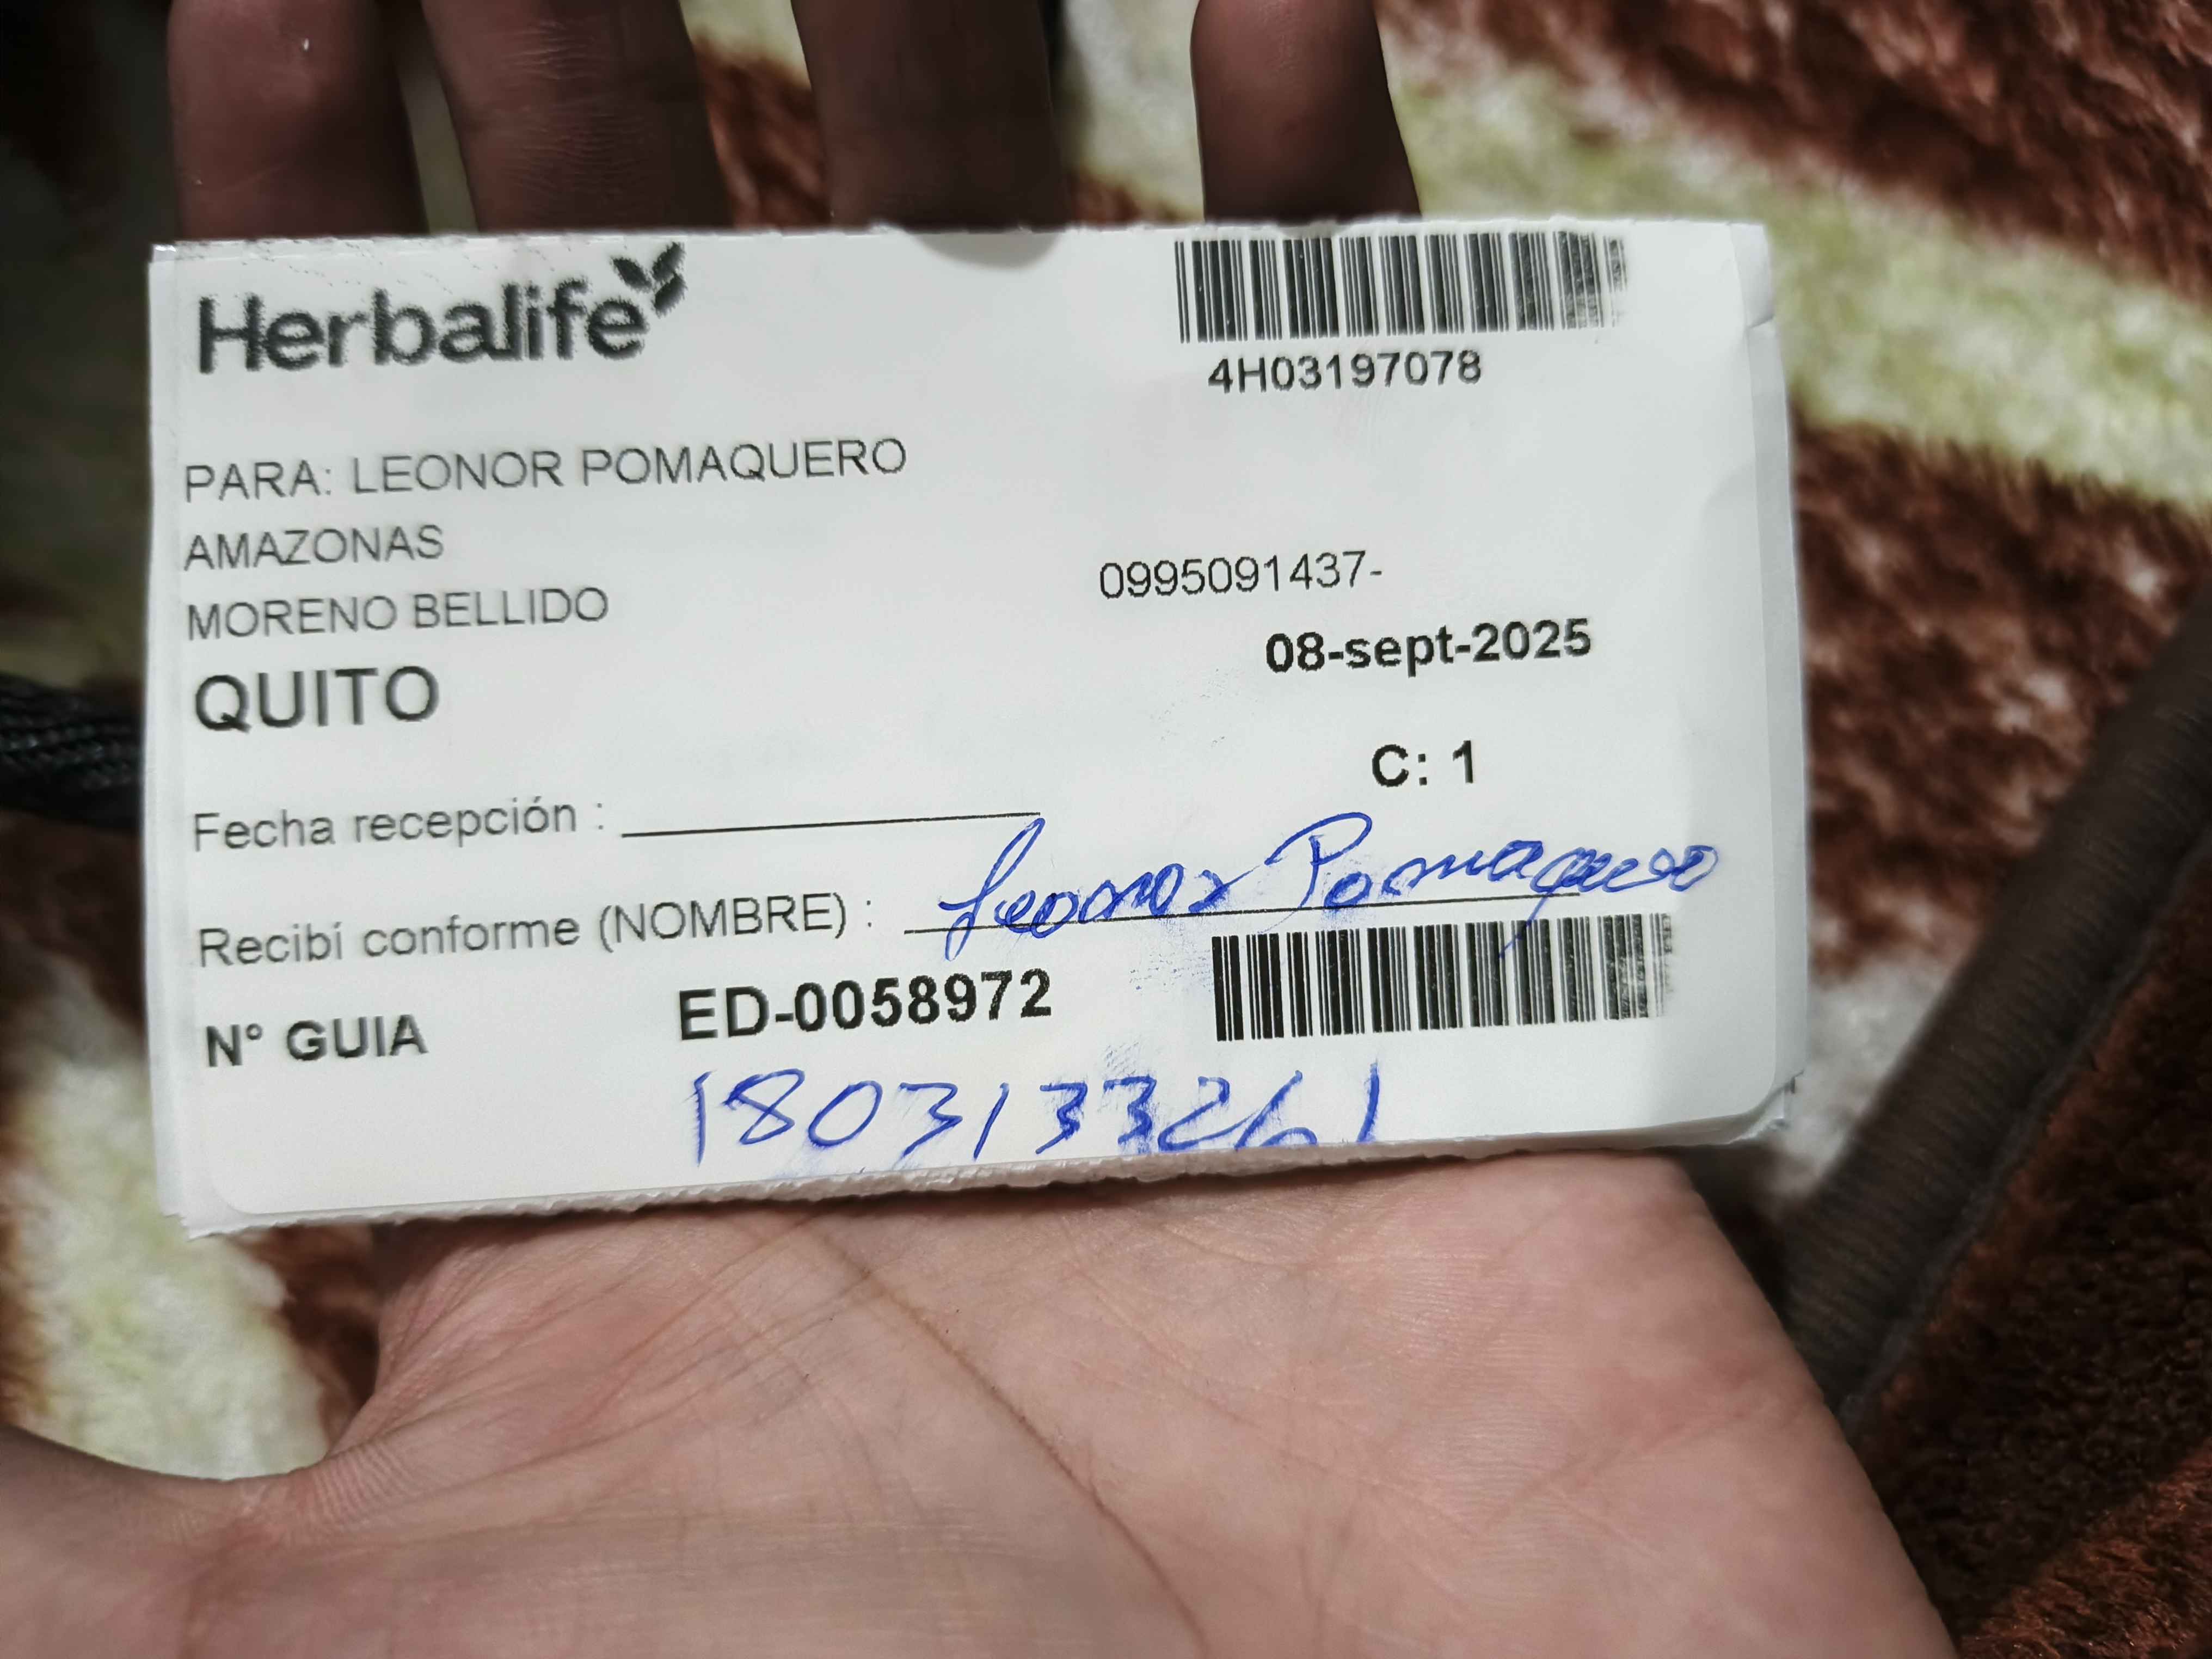 Herbalife
4H03197078
PARA: LEONOR POMAQUERO
AMAZONAS
0995091437-
MORENO BELLIDO
08-sept-2025
QUITO
C: 1
Fecha recepción :
Recibí conforme (NOMBRE) : Leonor Pomaquero
N° GUIA ED-0058972
1803133261